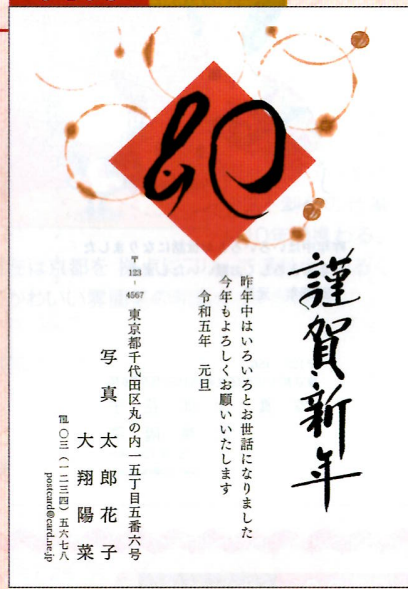 卯
謹賀新年
昨年中はいろいろとお世話になりました
今年もよろしくお願いいたします
令和五年　元旦
〒123-4567 東京都千代田区丸の内一五丁目五番六号
写真 太郎花子
大翔陽菜
℡〇三（一二三四）五六七八
postcard@card.ne.jp